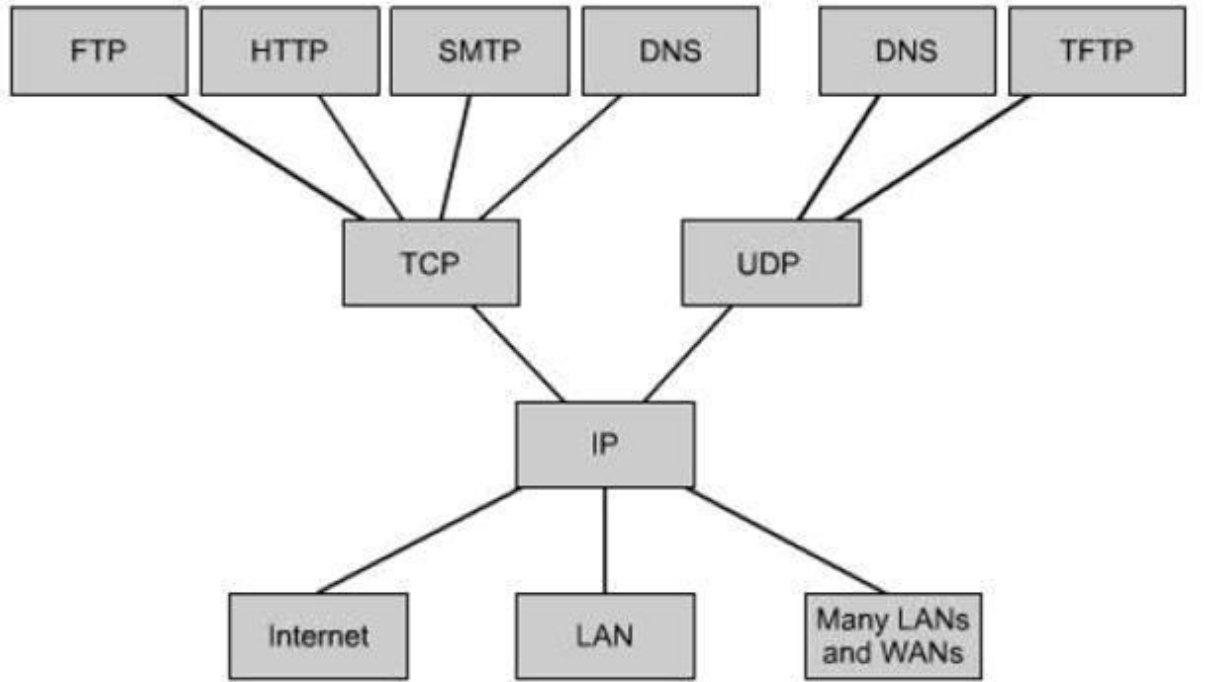 FTP
HTTP
SMTP
DNS
DNS
TFTP
TCP
UDP
IP
Internet
LAN
Many LANs
and WANs